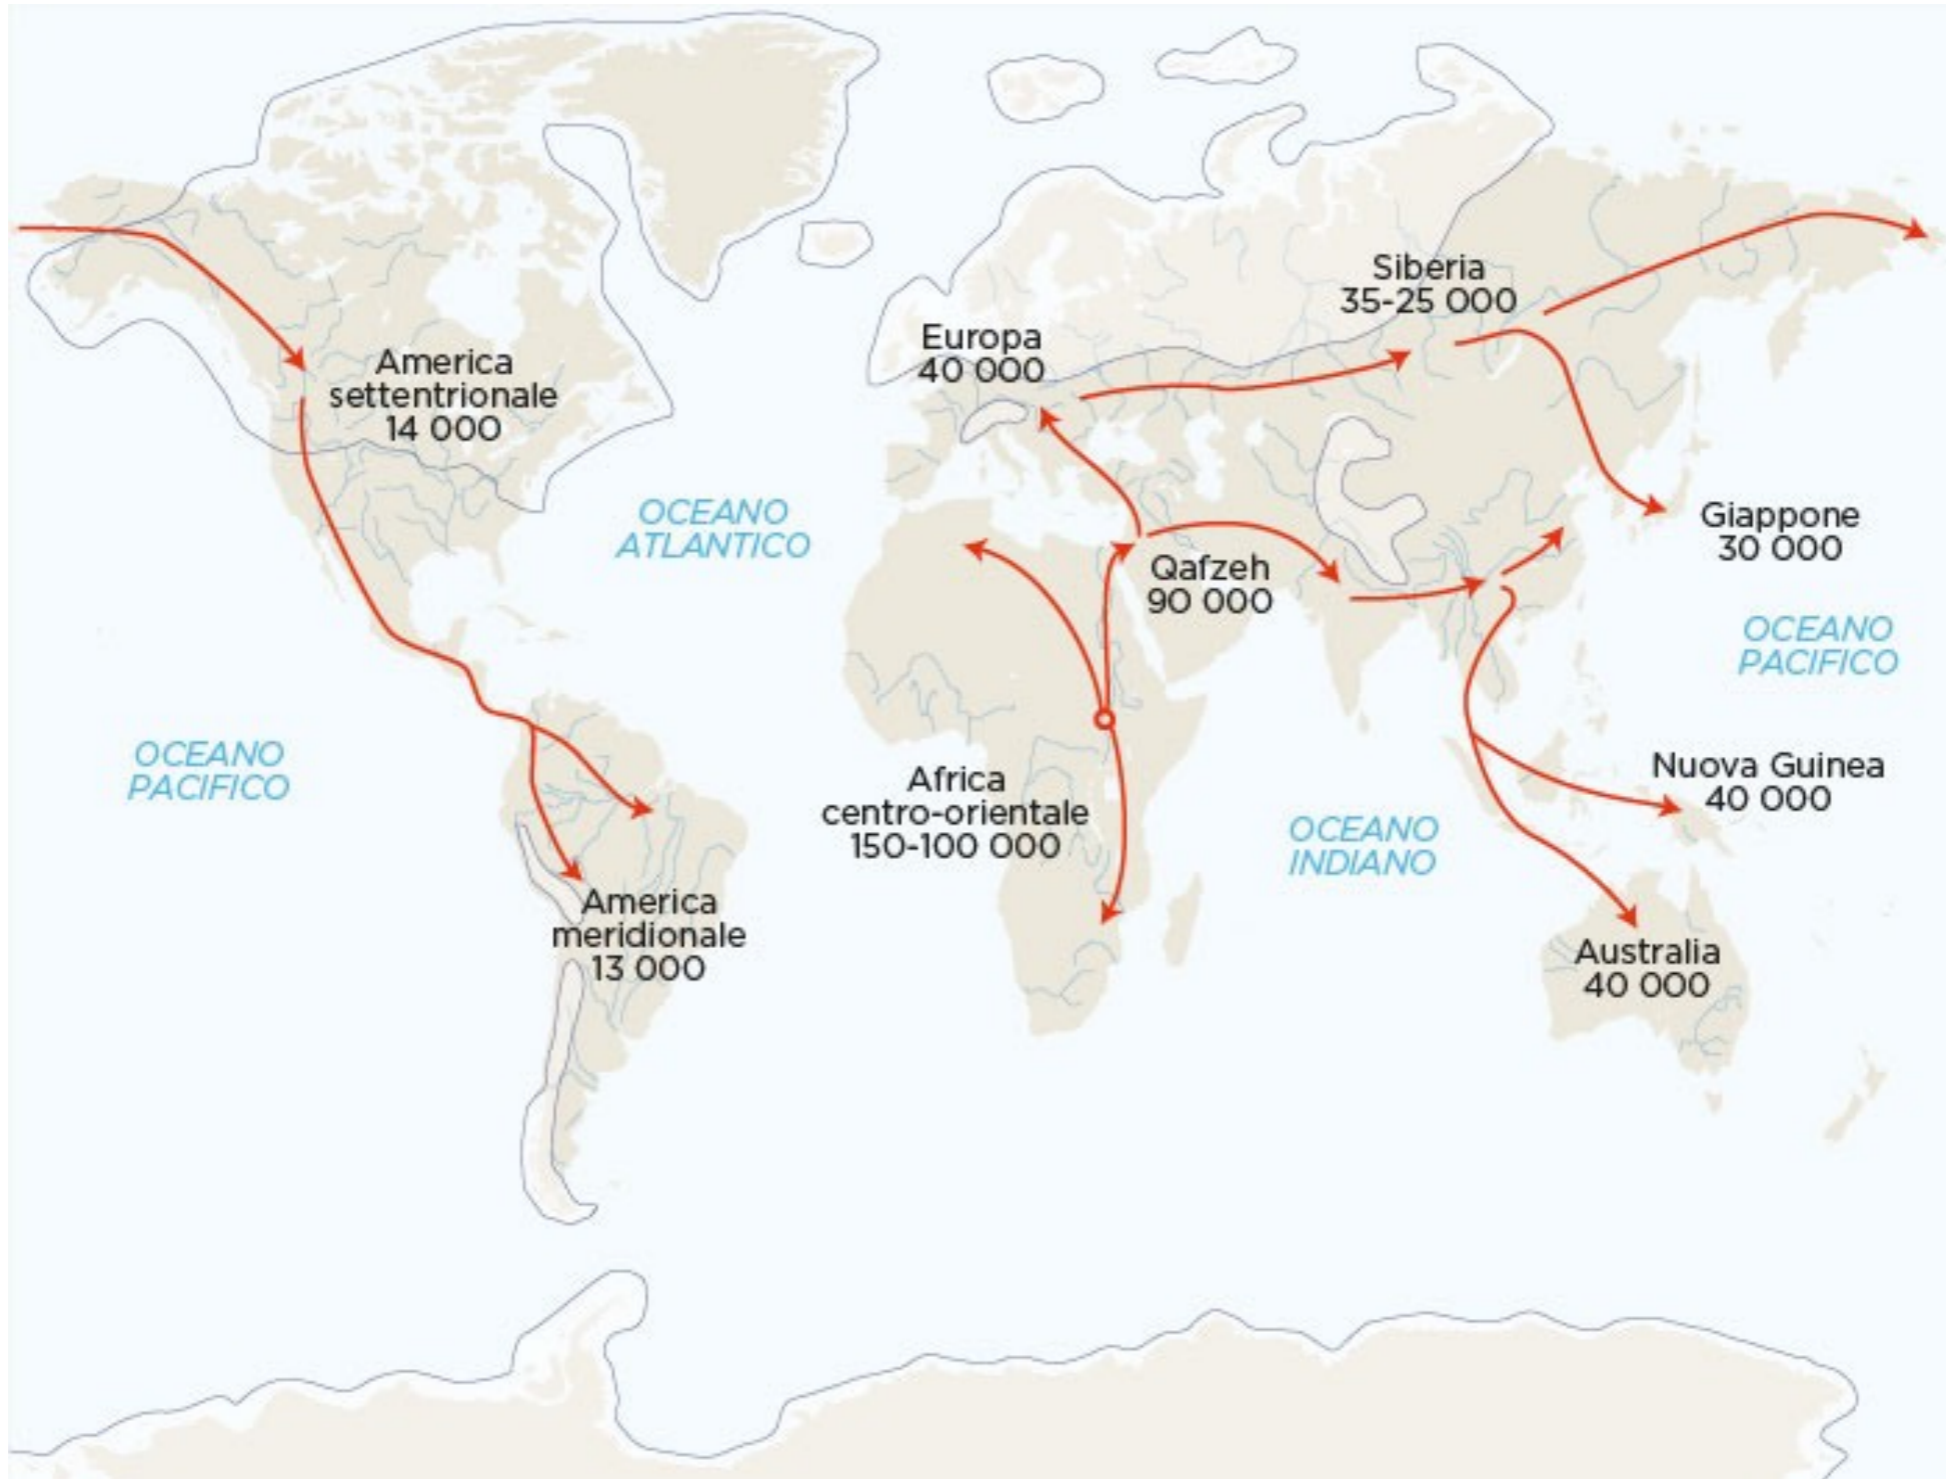 Siberia
35-25 000
Europa
40 000
America
settentrionale
14 000
OCEANO
ATLANTICO
Giappone
30 000
Qafzeh
90 000
OCEANO
PACIFICO
OCEANO
PACIFICO
Africa
centro-orientale
150-100 000
Nuova Guinea
40 000
OCEANO
INDIANO
America
meridionale
13 000
Australia
40 000